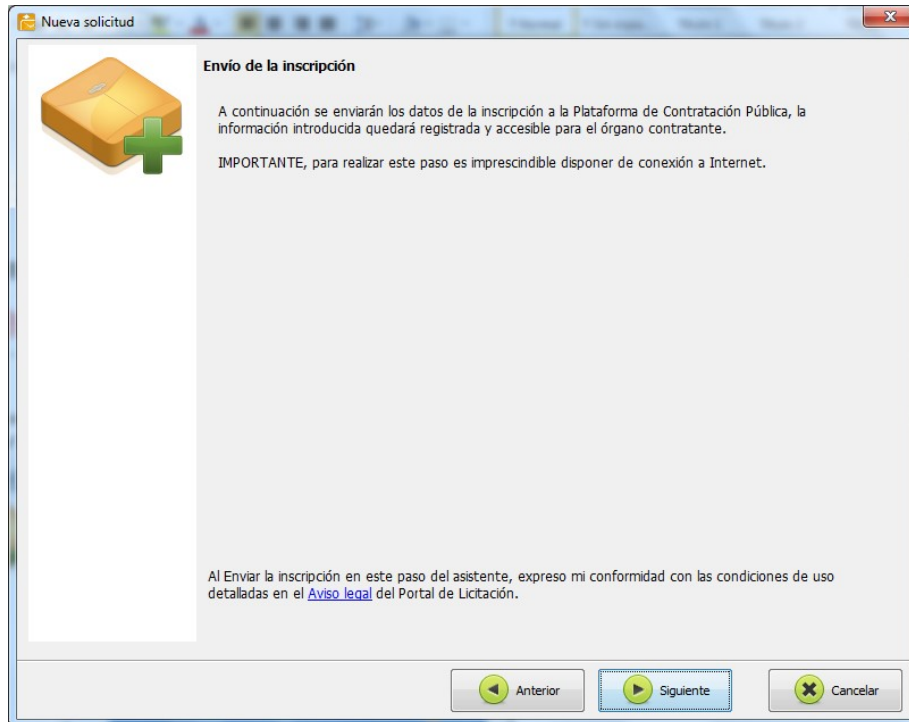 Nueva solicitud
Envío de la inscripción
A continuación se enviarán los datos de la inscripción a la Plataforma de Contratación Pública, la
información introducida quedará registrada y accesible para el órgano contratante.
IMPORTANTE, para realizar este paso es imprescindible disponer de conexión a Internet.
Al Enviar la inscripción en este paso del asistente, expreso mi conformidad con las condiciones de uso
detalladas en el Aviso legal del Portal de Licitación.
Anterior
Siguiente
Cancelar